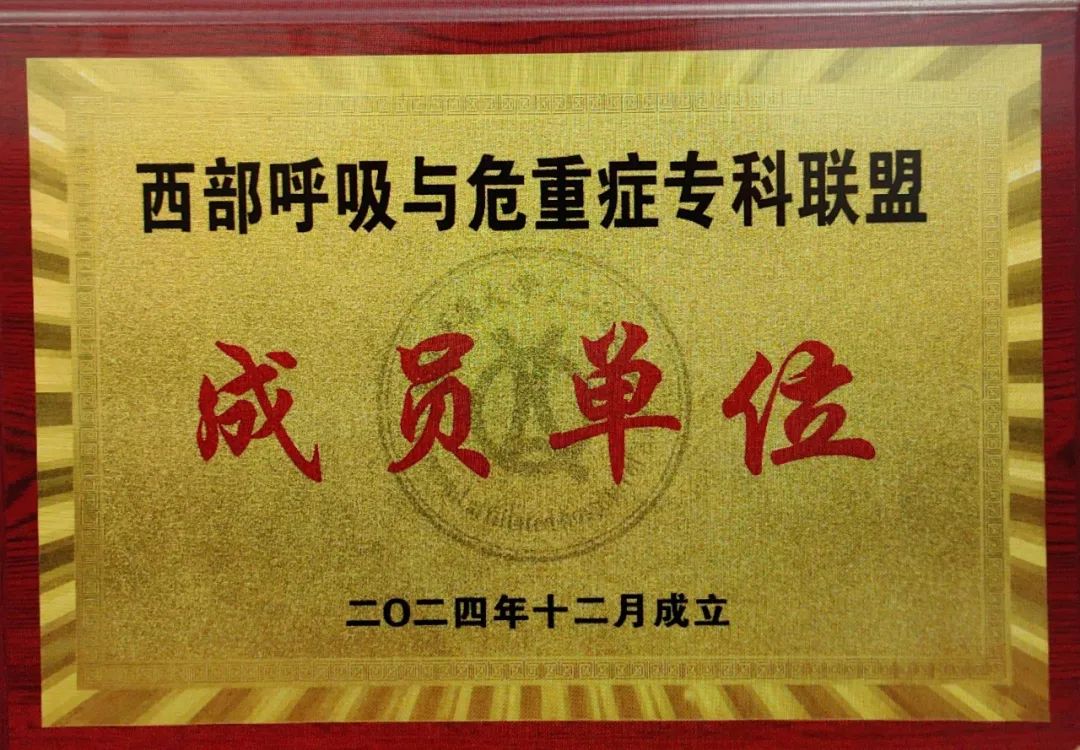 西部呼吸与危重症专科联盟
成员单位
二〇二四年十二月成立